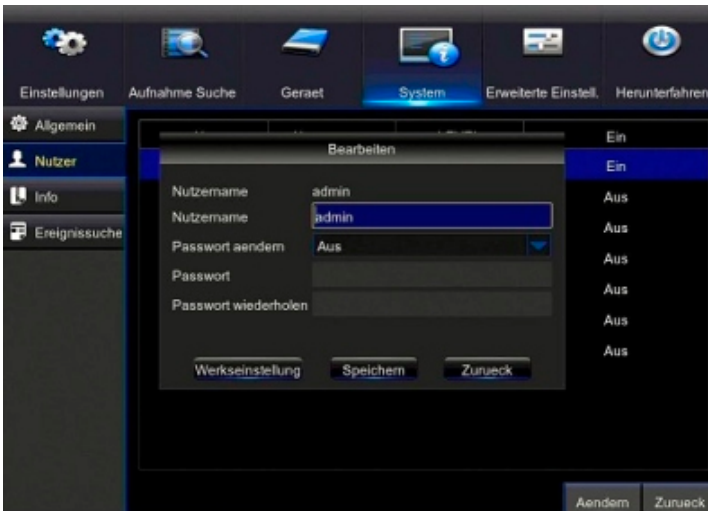 Einstellungen
Aufnahme Suche
Geraet
System
Erweiterte Einstell.
Herunterfahren
Allgemein
Nutzer
Info
Ereignissuche
Bearbeiten
Nutzername admin
Nutzername admin
Passwort aendern Aus
Passwort
Passwort wiederholen
Werkseinstellung Speichern Zurueck
Ein
Ein
Aus
Aus
Aus
Aus
Aus
Aus
Aendern Zurueck